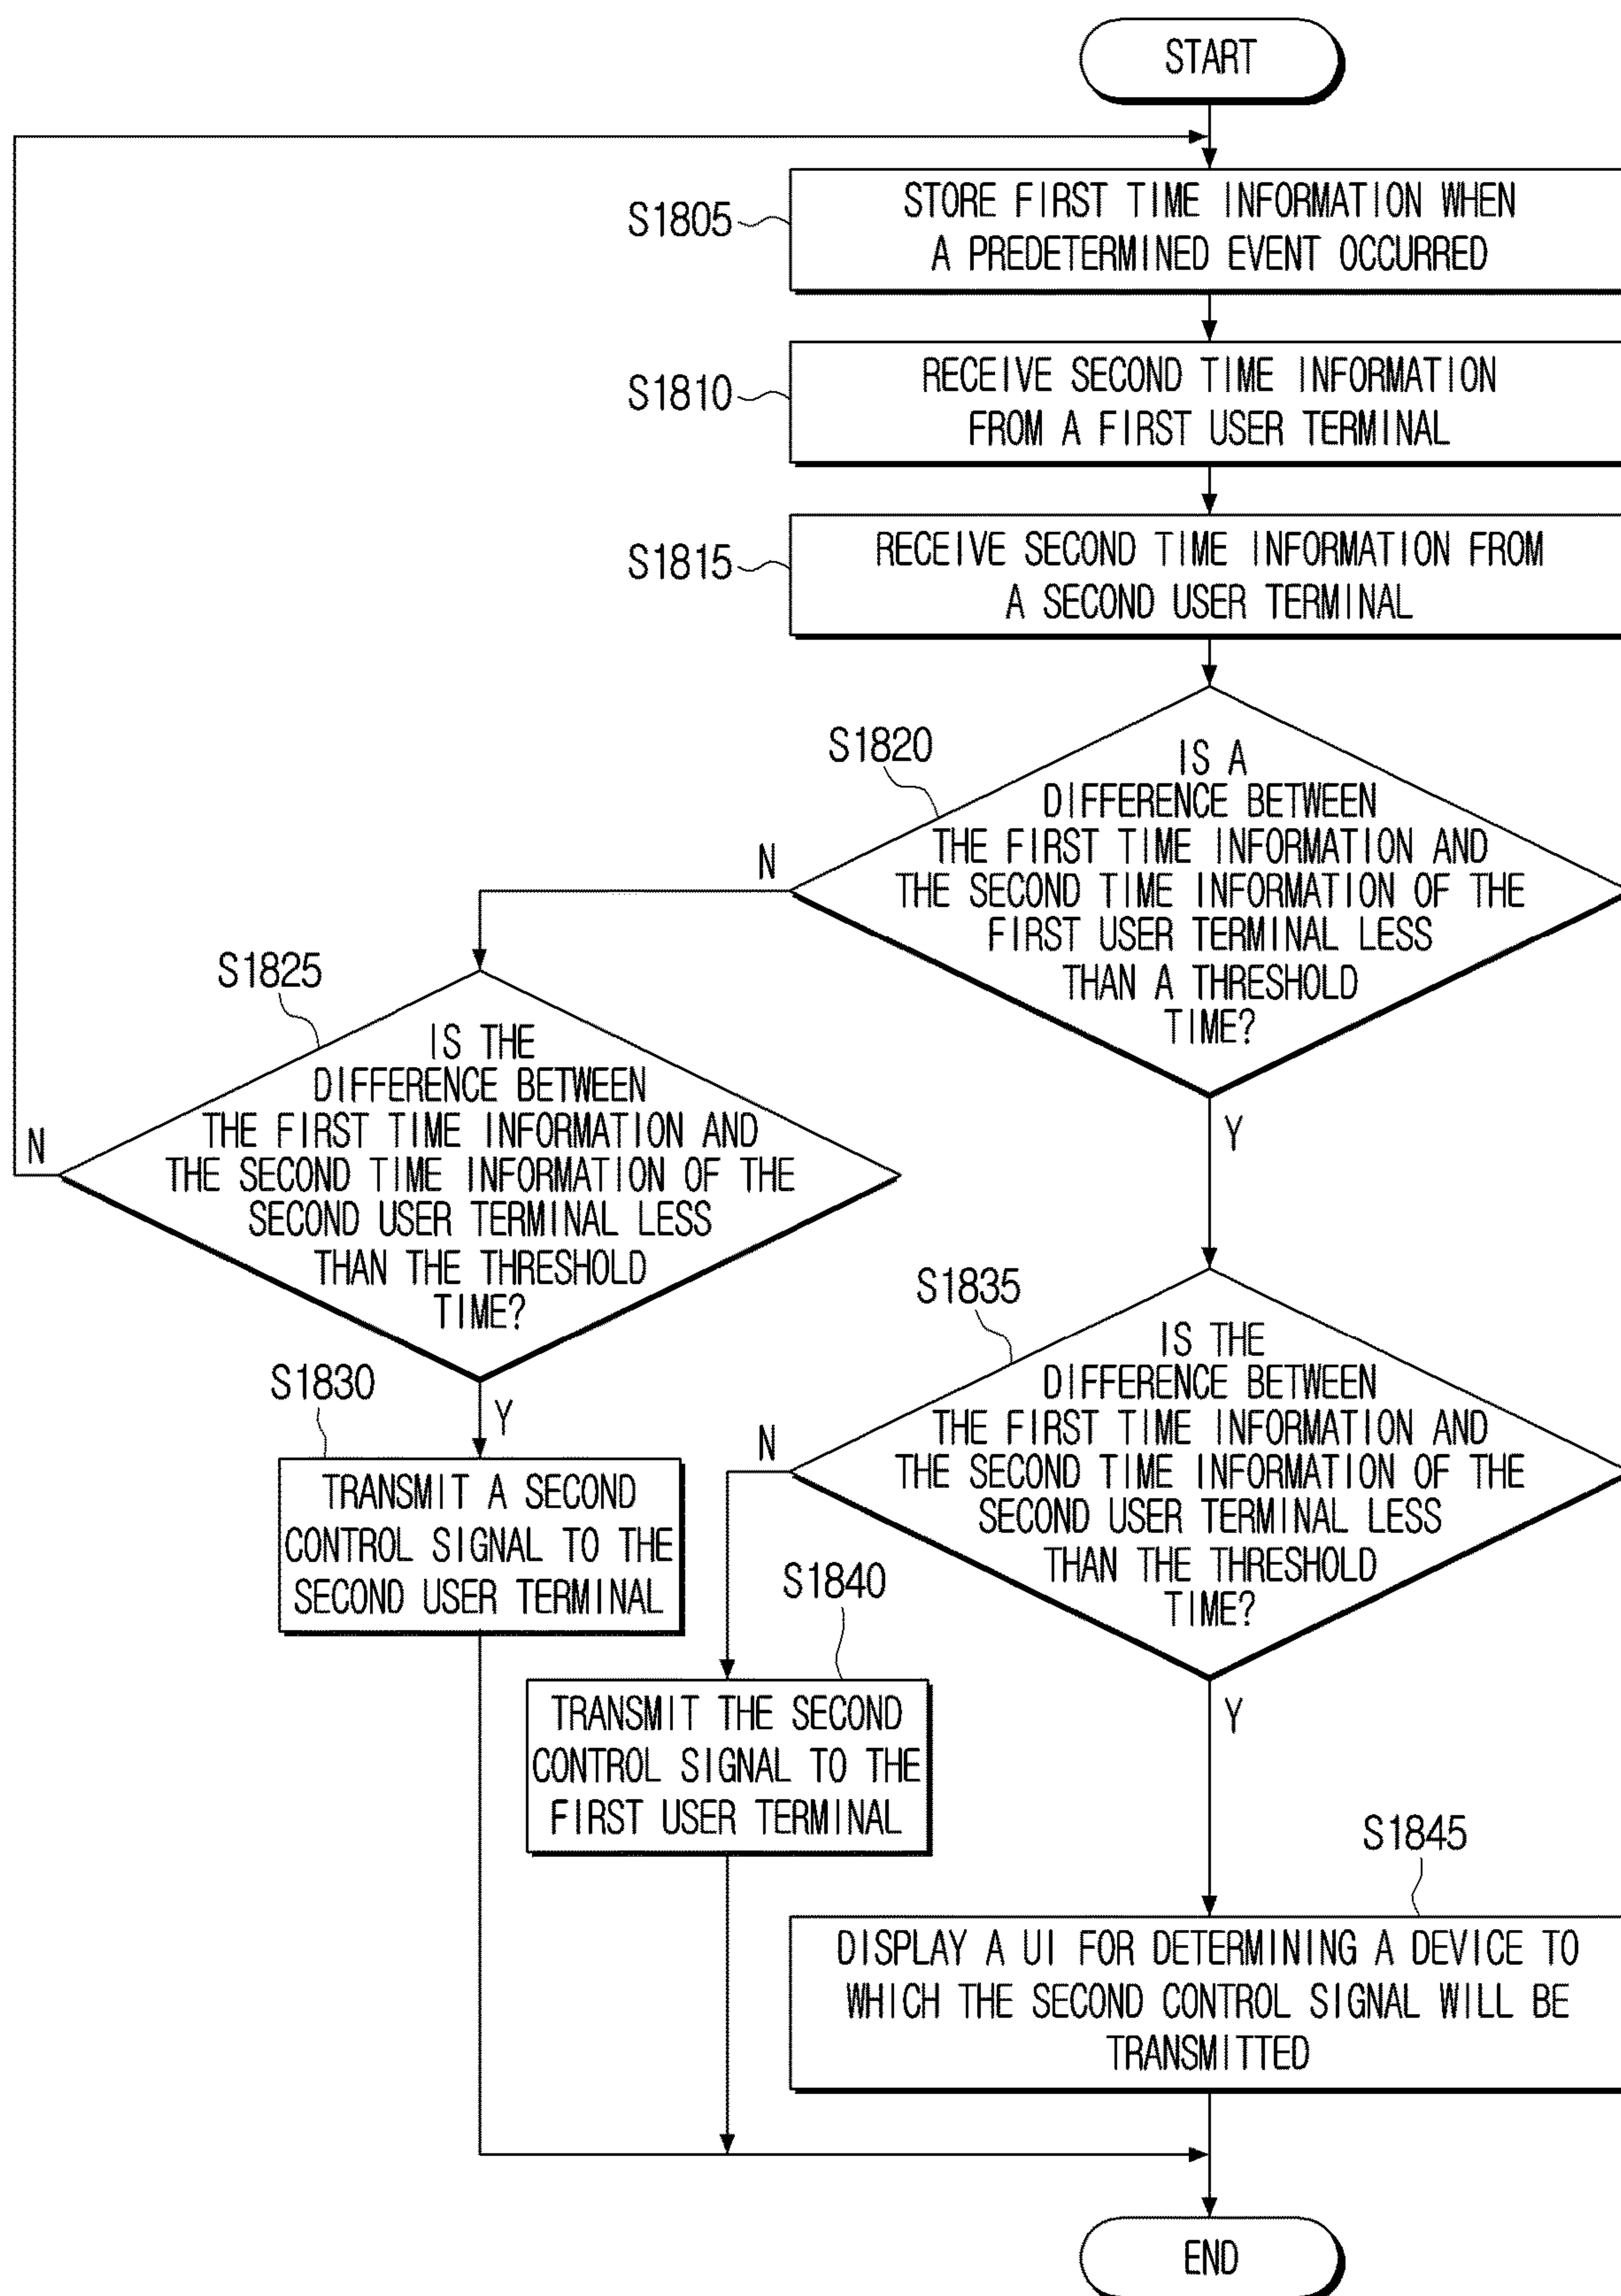 START
S1805
STORE FIRST TIME INFORMATION WHEN
A PREDETERMINED EVENT OCCURRED
S1810
RECEIVE SECOND TIME INFORMATION
FROM A FIRST USER TERMINAL
S1815
RECEIVE SECOND TIME INFORMATION FROM
A SECOND USER TERMINAL
S1820
IS A
DIFFERENCE BETWEEN
THE FIRST TIME INFORMATION AND
THE SECOND TIME INFORMATION OF THE
FIRST USER TERMINAL LESS
THAN A THRESHOLD
TIME?
N
Y
S1825
IS THE
DIFFERENCE BETWEEN
THE FIRST TIME INFORMATION AND
THE SECOND TIME INFORMATION OF THE
SECOND USER TERMINAL LESS
THAN THE THRESHOLD
TIME?
N
Y
S1830
TRANSMIT A SECOND
CONTROL SIGNAL TO THE
SECOND USER TERMINAL
S1835
IS THE
DIFFERENCE BETWEEN
THE FIRST TIME INFORMATION AND
THE SECOND TIME INFORMATION OF THE
SECOND USER TERMINAL LESS
THAN THE THRESHOLD
TIME?
N
Y
S1840
TRANSMIT THE SECOND
CONTROL SIGNAL TO THE
FIRST USER TERMINAL
S1845
DISPLAY A UI FOR DETERMINING A DEVICE TO
WHICH THE SECOND CONTROL SIGNAL WILL BE
TRANSMITTED
END